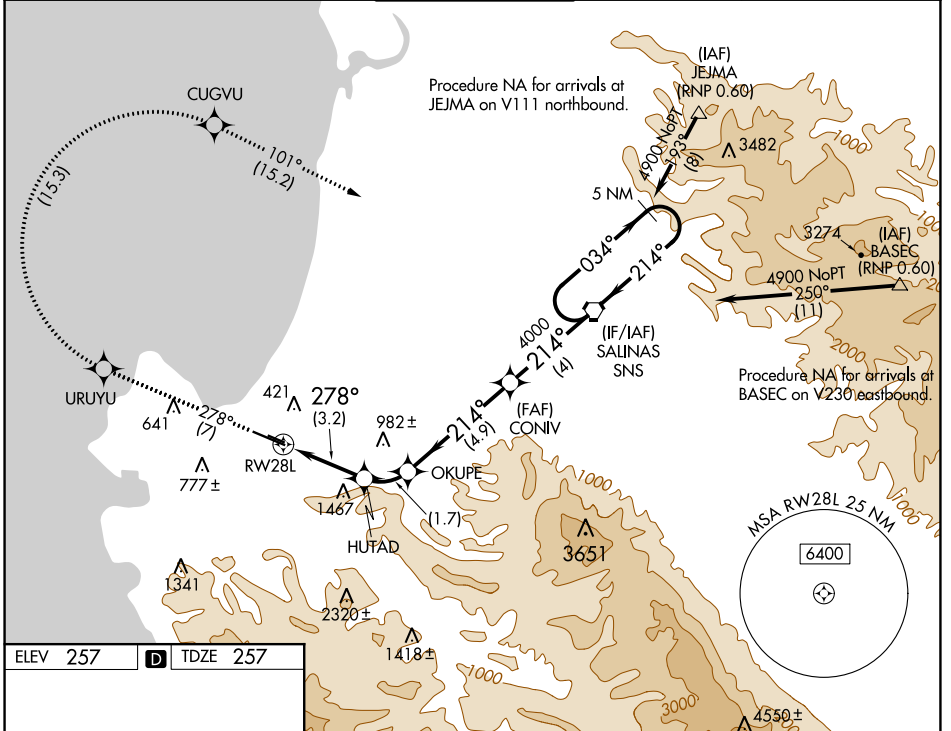 (IAF)
JEJMA
(RNP 0.60)
Procedure NA for arrivals at
JEJMA on V111 northbound.
CUGVU
101°
(15.2)
(15.3)
4900 NoPT
193°
(8)
3482
1000
5 NM
034°
214°
3274
(IAF)
BASEC
(RNP 0.60)
1000
4900 NoPT
250°
(11)
2000
4000
214°
(4)
(IF/IAF)
SALINAS
SNS
Procedure NA for arrivals at
BASEC on V230 eastbound.
URUYU
641
278°
(7)
421
278°
(3.2)
982±
214°
(4.9)
(FAF)
CONIV
RW28L
OKUPE
777±
1467
(1.7)
HUTAD
1000
1000
3651
MSA RW28L 25 NM
6400
1341
2320±
1418±
1000
3000
4550±
ELEV 257
D
TDZE 257